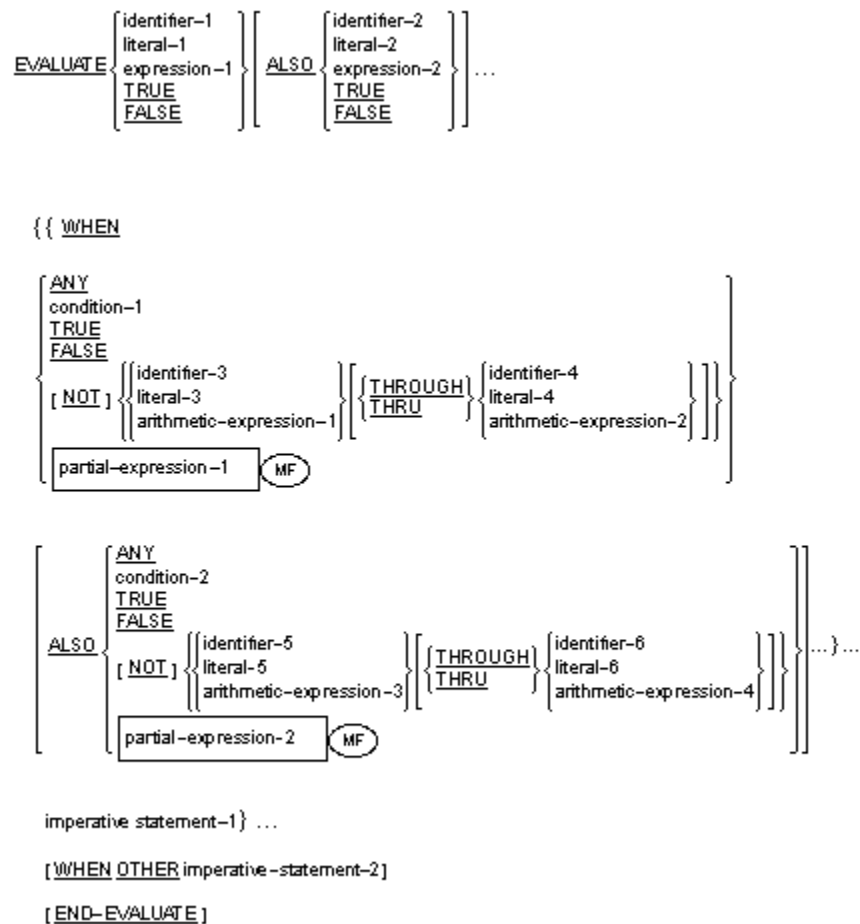 identifier-1 identifier-2
literal-1 literal-2
EVALUATE expression-1 ALSO expression-2 ...
TRUE TRUE
FALSE FALSE
{{ WHEN
ANY
condition-1
TRUE
FALSE
identifier-3 identifier-4
[ NOT ] literal-3 THROUGH literal-4
arithmetic-expression-1 THRU arithmetic-expression-2
partial-expression-1 MF
ANY
condition-2
TRUE
FALSE
ALSO identifier-5 identifier-6
[ NOT ] literal-5 THROUGH literal-6 ...} ...
arithmetic-expression-3 THRU arithmetic-expression-4
partial-expression-2 MF
imperative statement-1} ...
[ WHEN OTHER imperative-statement-2]
[ END-EVALUATE ]